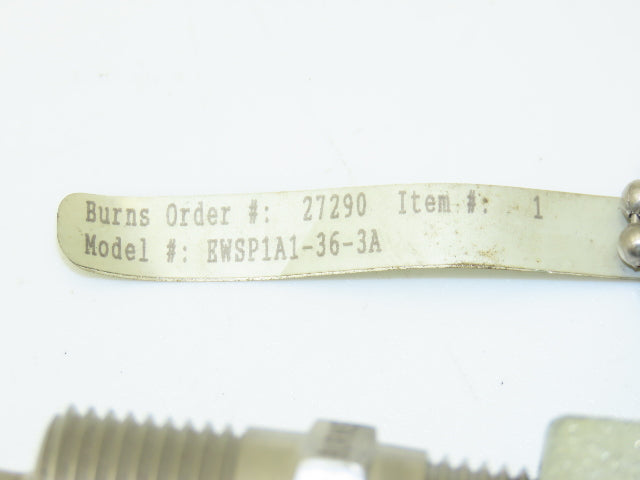 Burns Order #: 27290 Item #: 1
Model #: EWSP1A1-36-3A